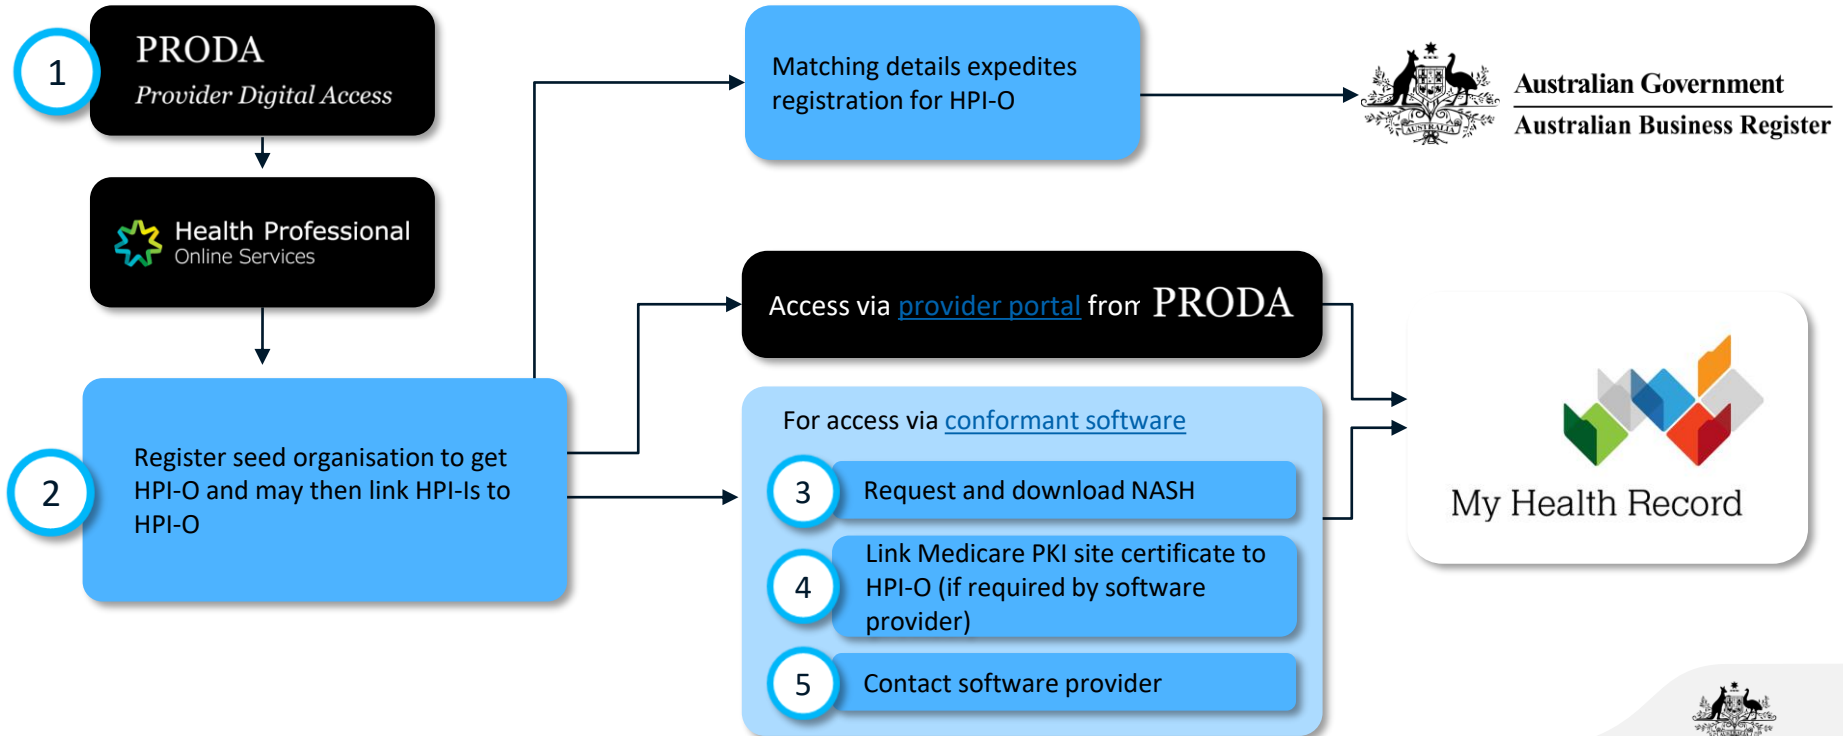 1
PRODA
Provider Digital Access
Health Professional
Online Services
2
Register seed organisation to get
HPI-O and may then link HPI-Is to
HPI-O
Matching details expedites
registration for HPI-O
AUSTRALIA
Australian Government
Australian Business Register
Access via provider portal from PRODA
For access via conformant software
3
Request and download NASH
4
Link Medicare PKI site certificate to
HPI-O (if required by software
provider)
5
Contact software provider
My Health Record